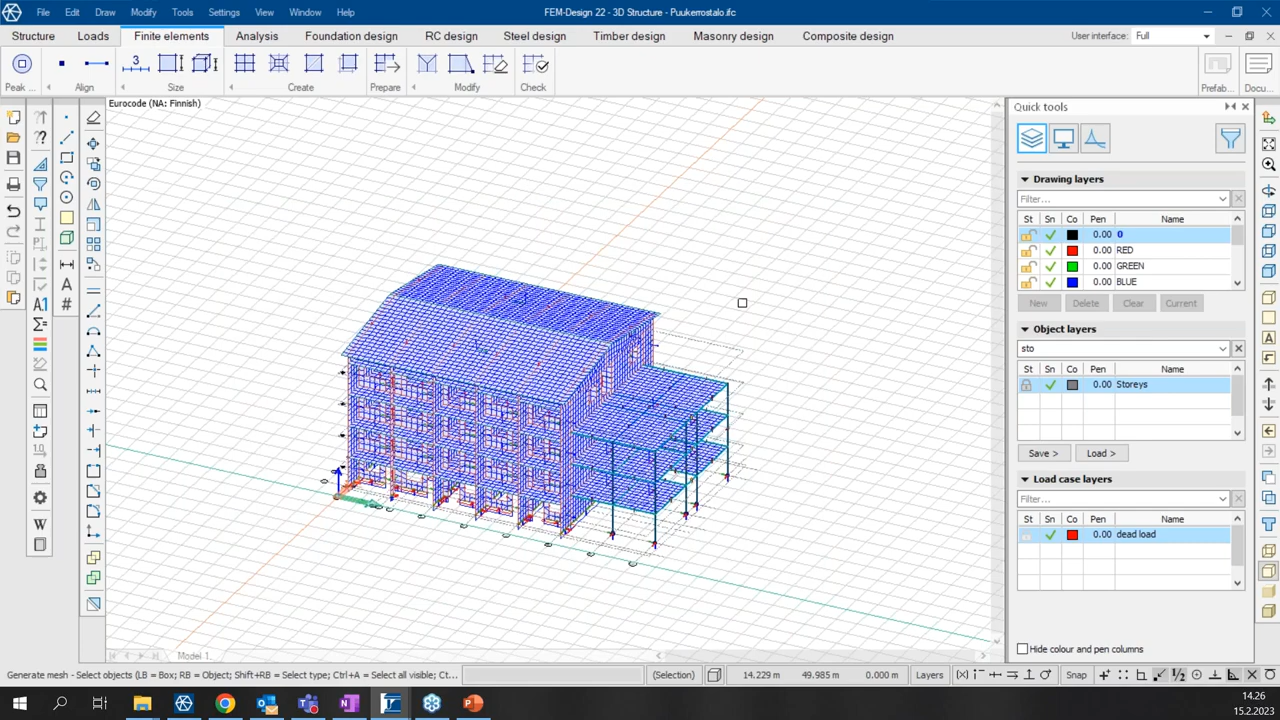 File Edit Draw Modify Tools Settings View Window Help
FEM-Design 22 - 3D Structure - Puukerrostalo.ifc
Structure Loads Finite elements Analysis Foundation design RC design Steel design Timber design Masonry design Composite design
User interface: Full
3
Peak ... Align Size Create Prepare Modify Check Prefab... Docu...
Eurocode (NA: Finnish)
Quick tools
Drawing layers
Filter...
St Sn Co Pen Name
0.00 0
0.00 RED
0.00 GREEN
0.00 BLUE
New Delete Clear Current
Object layers
sto
St Sn Co Pen Name
0.00 Storeys
Save > Load >
Load case layers
Filter...
St Sn Co Pen Name
0.00 dead load
Hide colour and pen columns
Model 1.
Generate mesh - Select objects (LB = Box; RB = Object; Shift+RB = Select type; Ctrl+A = Select all visible; Ct...
(Selection)
14.229 m 49.985 m 0.000 m
Layers
Snap
14.26
15.2.2023